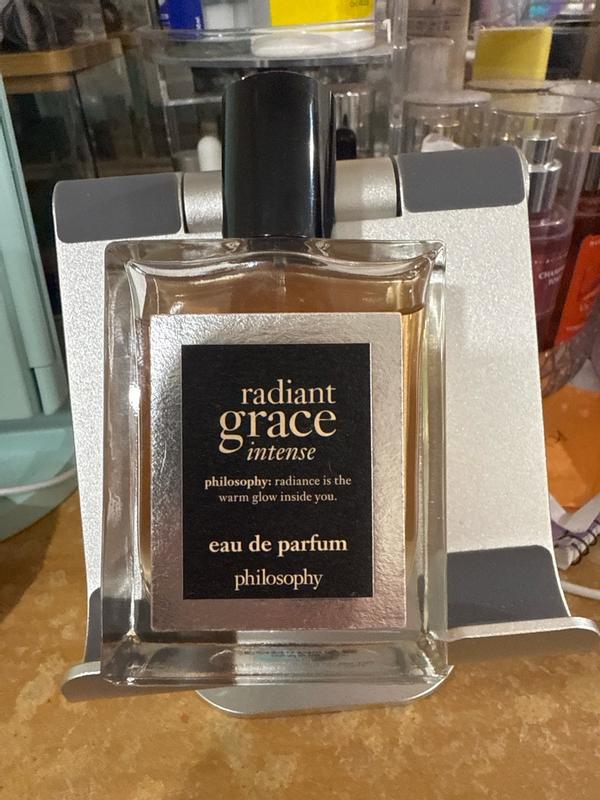 radiant
grace
intense
philosophy: radiance is the
warm glow inside you.
eau de parfum
philosophy